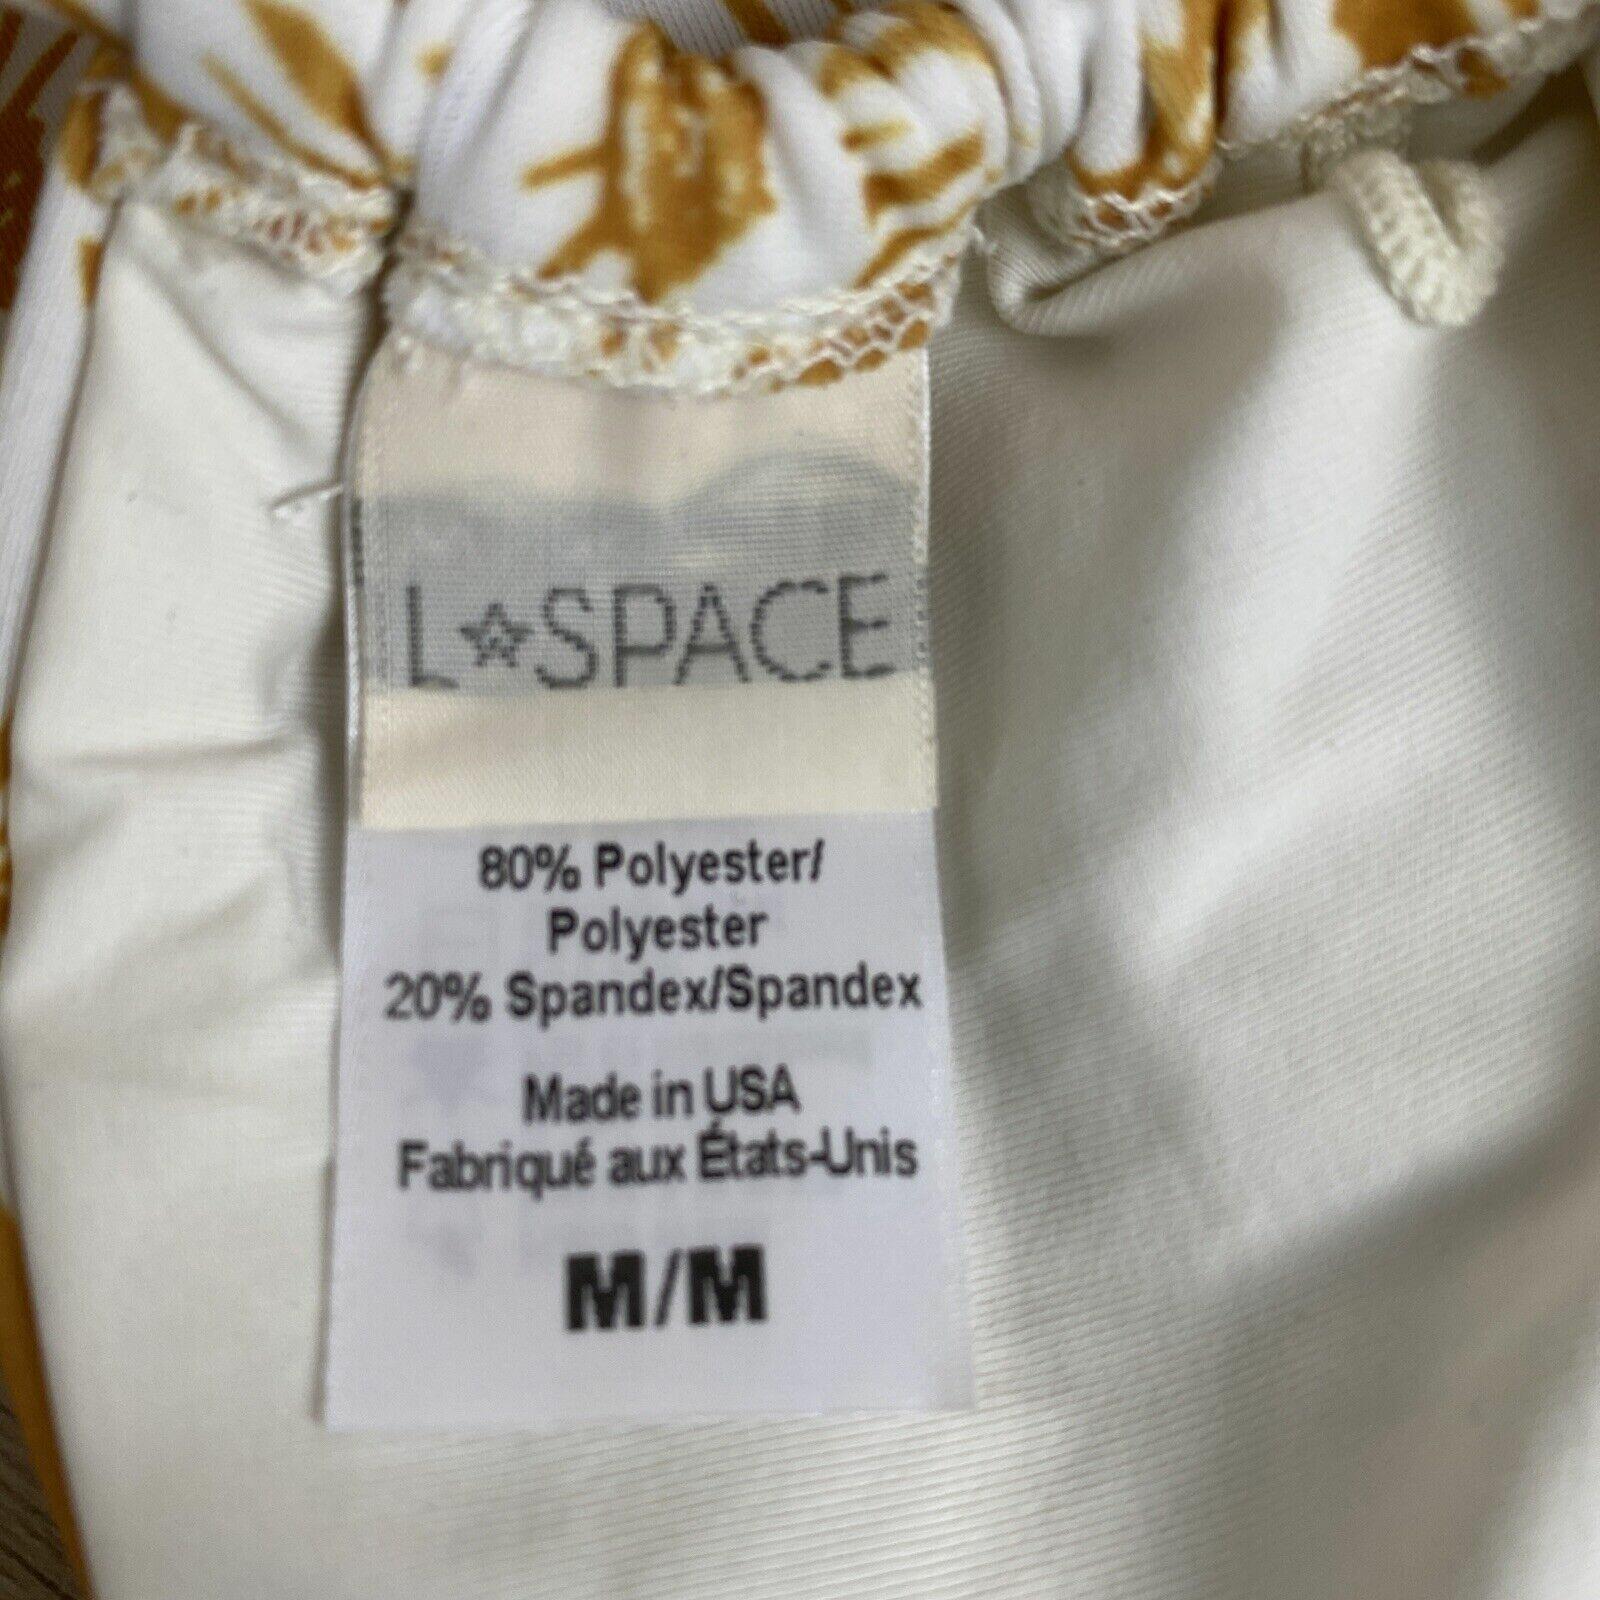 L☆SPACE
80% Polyester/
Polyester
20% Spandex/Spandex
Made in USA
Fabriqué aux États-Unis
M/M